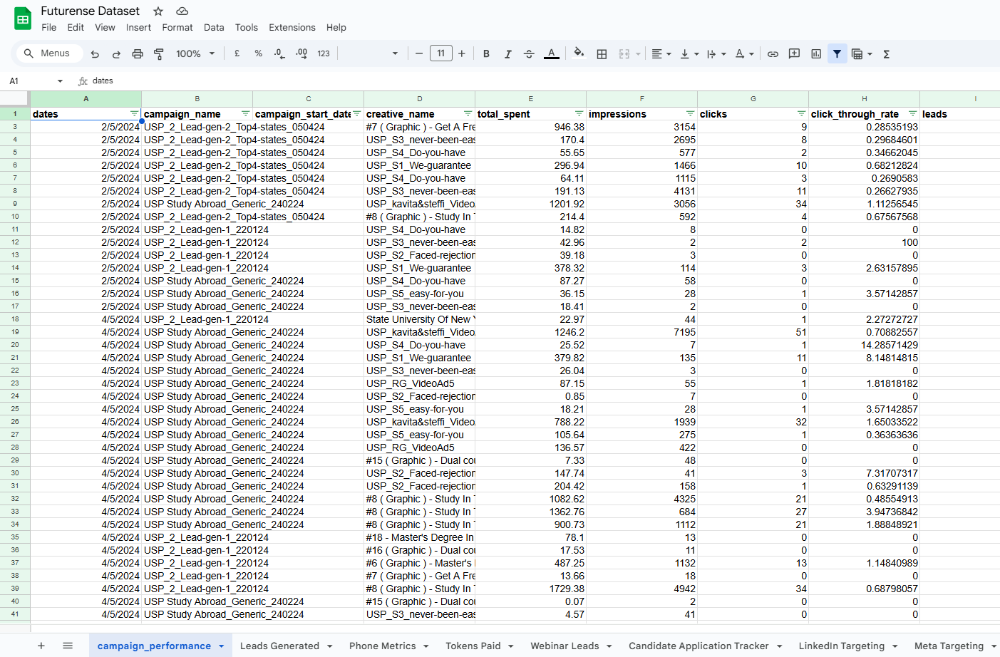 Futurense Dataset
File Edit View Insert Format Data Tools Extensions Help
Menus 100% £ % .0 .00 123 11 B I A A Σ
A1 fx dates
A B C D E F G H I
1 dates campaign_name campaign_start_date creative_name total_spent impressions clicks click_through_rate leads
3 2/5/2024 USP_2_Lead-gen-2_Top4-states_050424 #7 ( Graphic ) - Get A Fre 946.38 3154 9 0.28535193
4 2/5/2024 USP_2_Lead-gen-2_Top4-states_050424 USP_S3_never-been-eas 170.4 2695 8 0.29684601
5 2/5/2024 USP_2_Lead-gen-2_Top4-states_050424 USP_S4_Do-you-have 55.65 577 2 0.34662045
6 2/5/2024 USP_2_Lead-gen-2_Top4-states_050424 USP_S1_We-guarantee 296.94 1466 10 0.68212824
7 2/5/2024 USP_2_Lead-gen-2_Top4-states_050424 USP_S4_Do-you-have 64.11 1115 3 0.2690583
8 2/5/2024 USP_2_Lead-gen-2_Top4-states_050424 USP_S3_never-been-eas 191.13 4131 11 0.26627935
9 2/5/2024 USP Study Abroad_Generic_240224 USP_kavita&steffi_Video 1201.92 3056 34 1.11256545
10 2/5/2024 USP_2_Lead-gen-2_Top4-states_050424 #8 ( Graphic ) - Study In 214.4 592 4 0.67567568
11 2/5/2024 USP_2_Lead-gen-1_220124 USP_S4_Do-you-have 14.82 8 0 0
12 2/5/2024 USP_2_Lead-gen-1_220124 USP_S3_never-been-eas 42.96 2 2 100
13 2/5/2024 USP_2_Lead-gen-1_220124 USP_S2_Faced-rejection 39.18 3 0 0
14 2/5/2024 USP_2_Lead-gen-1_220124 USP_S1_We-guarantee 378.32 114 3 2.63157895
15 2/5/2024 USP Study Abroad_Generic_240224 USP_S4_Do-you-have 87.27 58 0 0
16 2/5/2024 USP Study Abroad_Generic_240224 USP_S5_easy-for-you 36.15 28 1 3.57142857
17 2/5/2024 USP Study Abroad_Generic_240224 USP_S3_never-been-eas 18.41 2 0 0
18 4/5/2024 USP_2_Lead-gen-1_220124 State University Of New 22.97 44 1 2.27272727
19 4/5/2024 USP Study Abroad_Generic_240224 USP_kavita&steffi_Video 1246.2 7195 51 0.70882557
20 4/5/2024 USP Study Abroad_Generic_240224 USP_S4_Do-you-have 25.52 7 1 14.28571429
21 4/5/2024 USP Study Abroad_Generic_240224 USP_S1_We-guarantee 379.82 135 11 8.14814815
22 4/5/2024 USP Study Abroad_Generic_240224 USP_S3_never-been-eas 26.04 3 0 0
23 4/5/2024 USP Study Abroad_Generic_240224 USP_RG_VideoAd5 87.15 55 1 1.81818182
24 4/5/2024 USP Study Abroad_Generic_240224 USP_S2_Faced-rejection 0.85 7 0 0
25 4/5/2024 USP Study Abroad_Generic_240224 USP_S5_easy-for-you 18.21 28 1 3.57142857
26 4/5/2024 USP Study Abroad_Generic_240224 USP_kavita&steffi_Video 788.22 1939 32 1.65033522
27 4/5/2024 USP Study Abroad_Generic_240224 USP_S5_easy-for-you 105.64 275 1 0.36363636
28 4/5/2024 USP Study Abroad_Generic_240224 USP_RG_VideoAd5 136.57 422 0 0
29 4/5/2024 USP Study Abroad_Generic_240224 #15 ( Graphic ) - Dual cou 7.33 48 0 0
30 4/5/2024 USP Study Abroad_Generic_240224 USP_S2_Faced-rejection 147.74 41 3 7.31707317
31 4/5/2024 USP Study Abroad_Generic_240224 USP_S2_Faced-rejection 204.42 158 1 0.63291139
32 4/5/2024 USP Study Abroad_Generic_240224 #8 ( Graphic ) - Study In 1082.62 4325 21 0.48554913
33 4/5/2024 USP Study Abroad_Generic_240224 #8 ( Graphic ) - Study In 1362.76 684 27 3.94736842
34 4/5/2024 USP Study Abroad_Generic_240224 #8 ( Graphic ) - Study In 900.73 1112 21 1.88848921
35 4/5/2024 USP_2_Lead-gen-1_220124 #18 - Master's Degree In 78.1 13 0 0
36 4/5/2024 USP_2_Lead-gen-1_220124 #16 ( Graphic ) - Dual cou 17.53 11 0 0
37 4/5/2024 USP_2_Lead-gen-1_220124 #6 ( Graphic ) - Master's 487.25 1132 13 1.14840989
38 4/5/2024 USP_2_Lead-gen-1_220124 #7 ( Graphic ) - Get A Fre 13.66 18 0 0
39 4/5/2024 USP_2_Lead-gen-1_220124 #8 ( Graphic ) - Study In 1729.38 4942 34 0.68798057
40 4/5/2024 USP Study Abroad_Generic_240224 #15 ( Graphic ) - Dual cou 0.07 2 0 0
41 4/5/2024 USP Study Abroad_Generic_240224 USP_S3_never-been-eas 4.57 41 0 0
campaign_performance Leads Generated Phone Metrics Tokens Paid Webinar Leads Candidate Application Tracker LinkedIn Targeting Meta Targeting